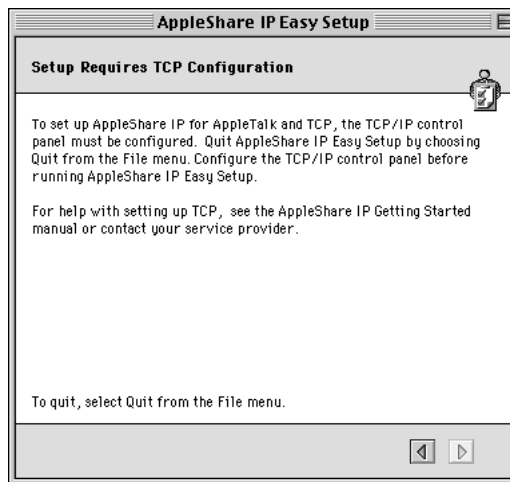 AppleShare IP Easy Setup
Setup Requires TCP Configuration
To set up AppleShare IP for AppleTalk and TCP, the TCP/IP control
panel must be configured. Quit AppleShare IP Easy Setup by choosing
Quit from the File menu. Configure the TCP/IP control panel before
running AppleShare IP Easy Setup.
For help with setting up TCP, see the AppleShare IP Getting Started
manual or contact your service provider.
To quit, select Quit from the File menu.